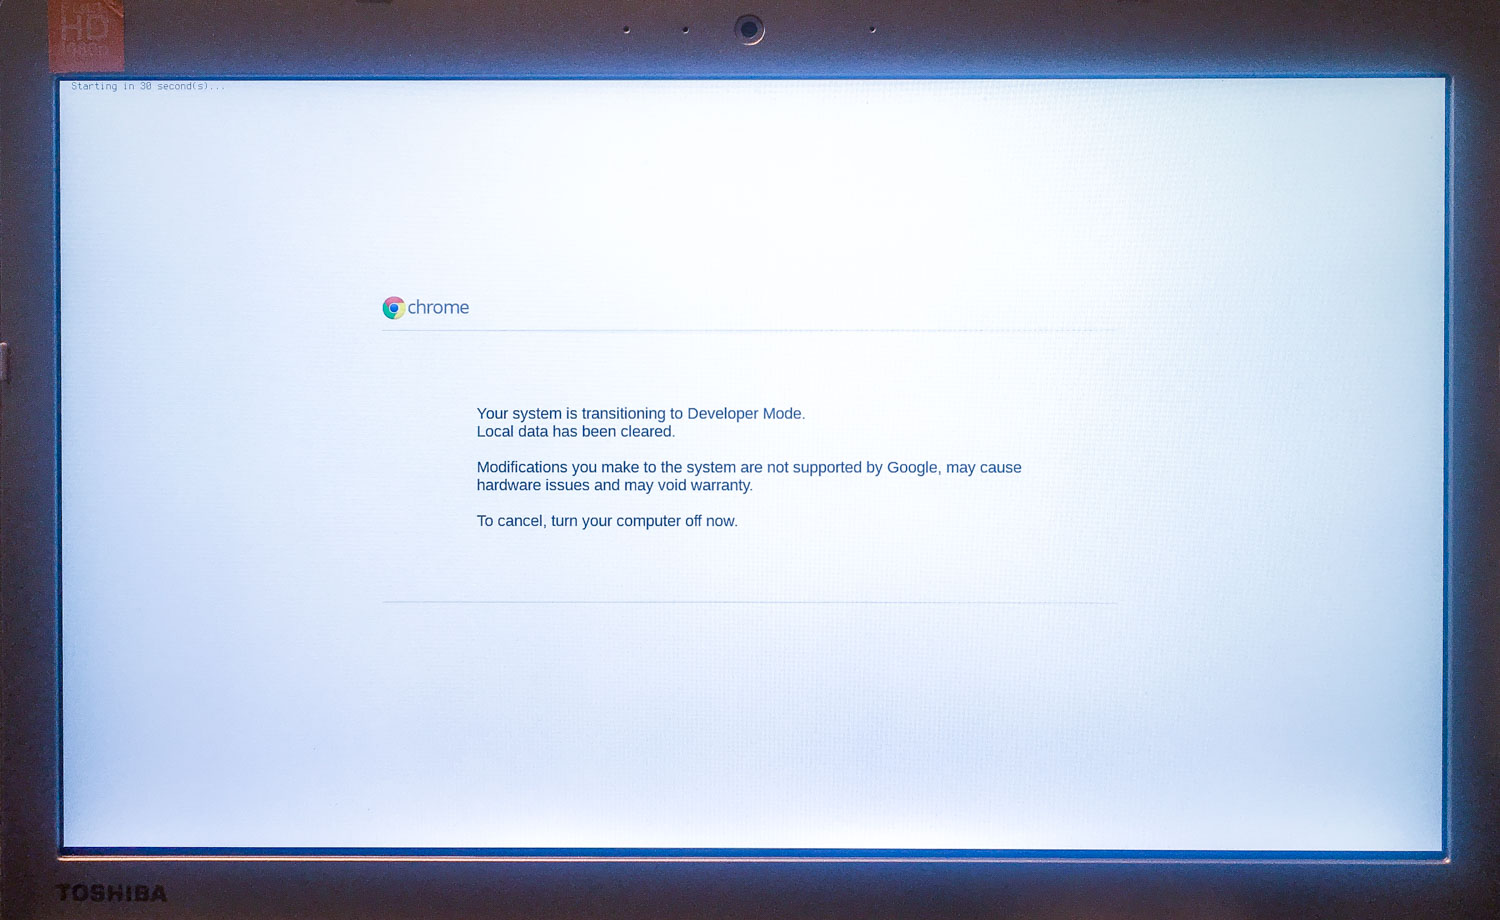 FULL
HD
1080p
Starting in 30 second(s)...
chrome
Your system is transitioning to Developer Mode.
Local data has been cleared.
Modifications you make to the system are not supported by Google, may cause
hardware issues and may void warranty.
To cancel, turn your computer off now.
TOSHIBA